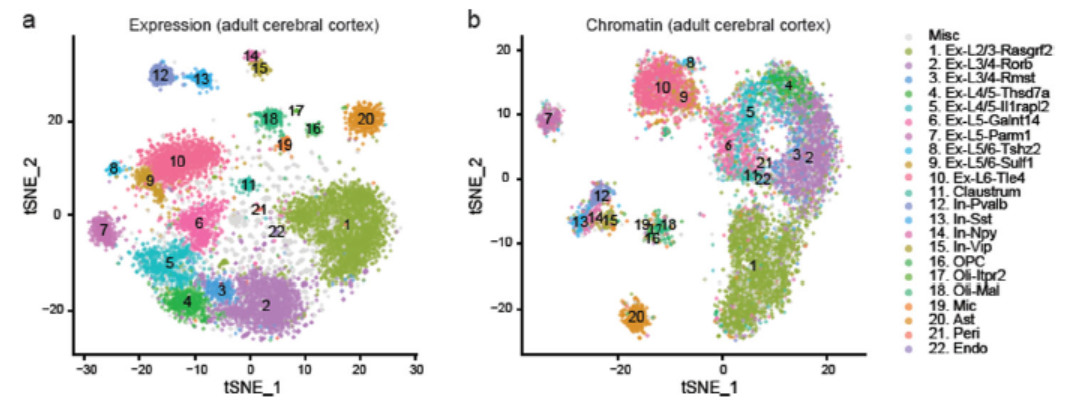 a
Expression (adult cerebral cortex)
tSNE_2
20
0
−20
−30
−20
−10
0
10
20
30
tSNE_1
14
15
12
13
17
18
16
20
19
10
8
9
11
21
6
7
22
1
5
3
4
2
b
Chromatin (adult cerebral cortex)
20
10
0
−10
−20
−20
0
20
tSNE_1
8
10
9
4
5
7
6
21
3
2
11
22
12
13
14
15
19
17
18
16
1
20
Misc
1. Ex-L2/3-Rasgrf2
2. Ex-L3/4-Rorb
3. Ex-L3/4-Rmst
4. Ex-L4/5-Thsd7a
5. Ex-L4/5-Il1rapl2
6. Ex-L5-Galnt14
7. Ex-L5-Parm1
8. Ex-L5/6-Tshz2
9. Ex-L5/6-Sulf1
10. Ex-L6-Tle4
11. Claustrum
12. In-Pvalb
13. In-Sst
14. In-Npy
15. In-Vip
16. OPC
17. Oli-Itpr2
18. Oli-Mal
19. Mic
20. Ast
21. Peri
22. Endo
tSNE_2